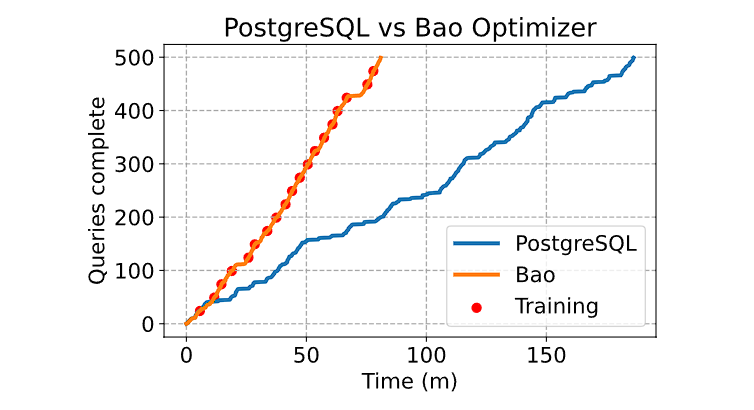 PostgreSQL vs Bao Optimizer
500
400
300
200
100
0
Queries complete
PostgreSQL
Bao
Training
0 50 100 150
Time (m)